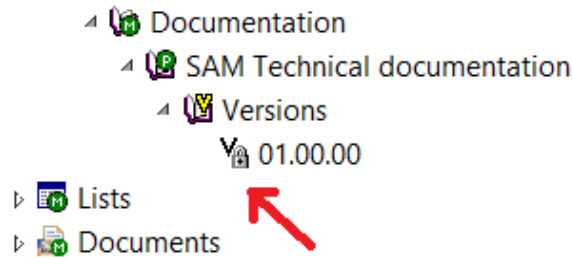 Documentation
SAM Technical documentation
Versions
01.00.00
Lists
Documents